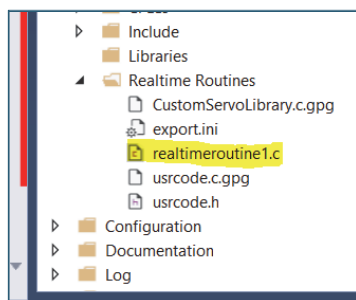 Include
Libraries
Realtime Routines
CustomServoLibrary.c.gpg
export.ini
realtimeroutine1.c
usrcode.c.gpg
usrcode.h
Configuration
Documentation
Log